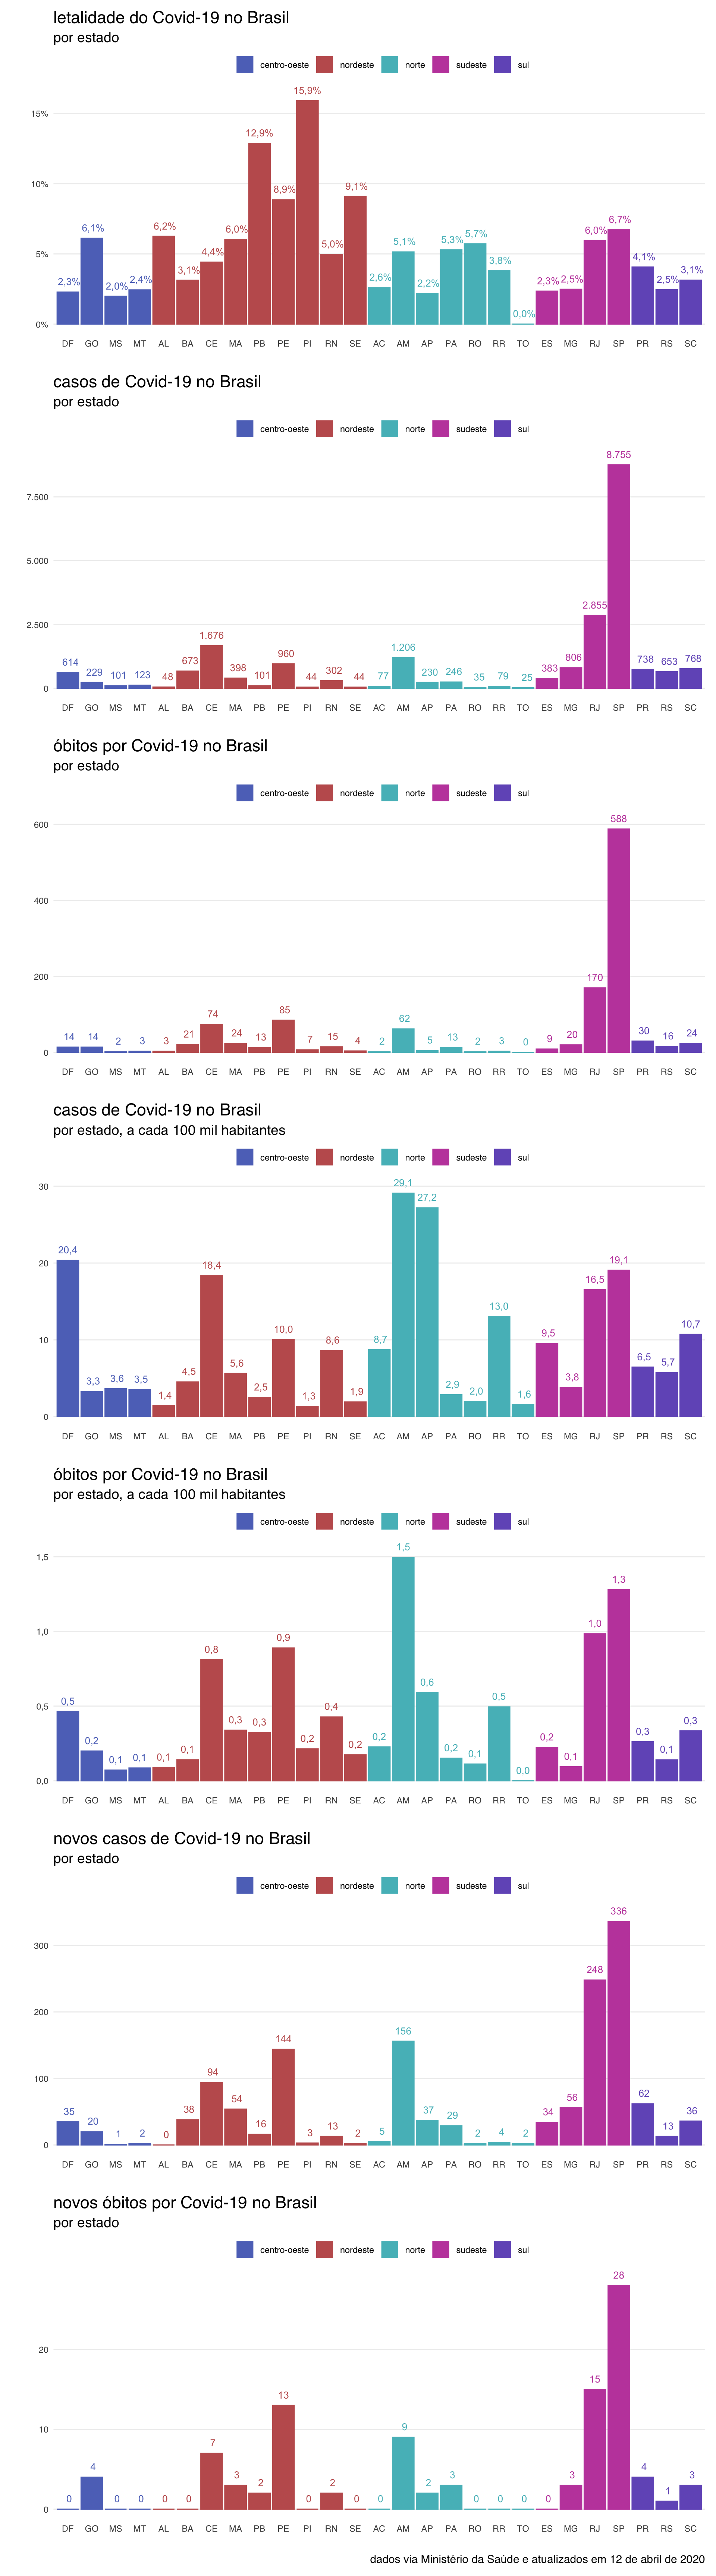 letalidade do Covid-19 no Brasil
por estado
centro-oeste nordeste norte sudeste sul
15,9%
15%
12,9%
10%
8,9% 9,1%
6,1% 6,2% 6,0% 5,7% 6,0% 6,7%
5%
2,3% 2,0% 2,4% 3,1% 4,4% 5,0% 2,6% 5,1% 2,2% 5,3% 3,8% 0,0% 2,3% 2,5% 4,1% 2,5% 3,1%
0%
DF GO MS MT AL BA CE MA PB PE PI RN SE AC AM AP PA RO RR TO ES MG RJ SP PR RS SC
casos de Covid-19 no Brasil
por estado
centro-oeste nordeste norte sudeste sul
8.755
7.500
5.000
2.500
614 229 101 123 48 673 1.676 398 101 960 44 302 44 77 1.206 230 246 35 79 25 383 806 2.855 738 653 768
0
DF GO MS MT AL BA CE MA PB PE PI RN SE AC AM AP PA RO RR TO ES MG RJ SP PR RS SC
óbitos por Covid-19 no Brasil
por estado
centro-oeste nordeste norte sudeste sul
600
588
400
200
14 14 2 3 3 21 74 24 13 85 7 15 4 2 62 5 13 2 3 0 9 20 170 30 16 24
0
DF GO MS MT AL BA CE MA PB PE PI RN SE AC AM AP PA RO RR TO ES MG RJ SP PR RS SC
casos de Covid-19 no Brasil
por estado, a cada 100 mil habitantes
centro-oeste nordeste norte sudeste sul
30
20
10
20,4 3,3 3,6 3,5 1,4 4,5 18,4 5,6 2,5 10,0 1,3 8,6 1,9 8,7 29,1 27,2 2,9 2,0 13,0 1,6 9,5 3,8 16,5 19,1 6,5 5,7 10,7
0
DF GO MS MT AL BA CE MA PB PE PI RN SE AC AM AP PA RO RR TO ES MG RJ SP PR RS SC
óbitos por Covid-19 no Brasil
por estado, a cada 100 mil habitantes
centro-oeste nordeste norte sudeste sul
1,5
1,0
0,5
0,5 0,2 0,1 0,1 0,1 0,1 0,8 0,3 0,3 0,9 0,2 0,4 0,2 0,2 1,5 0,6 0,2 0,1 0,5 0,0 0,2 0,1 1,0 1,3 0,3 0,1 0,3
0,0
DF GO MS MT AL BA CE MA PB PE PI RN SE AC AM AP PA RO RR TO ES MG RJ SP PR RS SC
novos casos de Covid-19 no Brasil
por estado
centro-oeste nordeste norte sudeste sul
300
200
100
35 20 1 2 0 38 94 54 16 144 3 13 2 5 156 37 29 2 4 2 34 56 248 336 62 13 36
0
DF GO MS MT AL BA CE MA PB PE PI RN SE AC AM AP PA RO RR TO ES MG RJ SP PR RS SC
novos óbitos por Covid-19 no Brasil
por estado
centro-oeste nordeste norte sudeste sul
20
10
0 4 0 0 0 0 7 3 2 13 0 2 0 0 9 2 3 0 0 0 0 3 15 28 4 1 3
0
DF GO MS MT AL BA CE MA PB PE PI RN SE AC AM AP PA RO RR TO ES MG RJ SP PR RS SC
dados via Ministério da Saúde e atualizados em 12 de abril de 2020